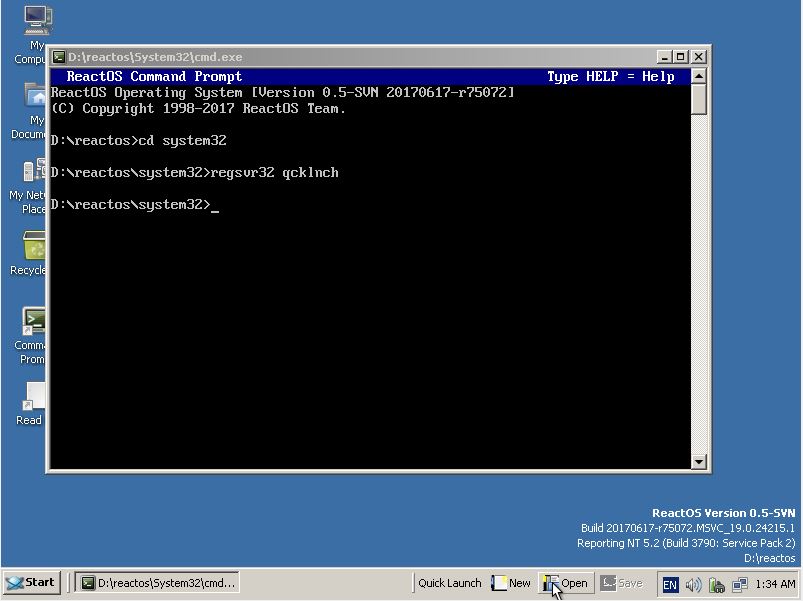 My
Compu
My
Docum
My Net
Place
Recycle
Comma
Prom
Read
D:\reactos\System32\cmd.exe
ReactOS Command Prompt Type HELP = Help
ReactOS Operating System [Version 0.5-SVN 20170617-r75072]
(C) Copyright 1998-2017 ReactOS Team.
D:\reactos>cd system32
D:\reactos\system32>regsvr32 qcklnch
D:\reactos\system32>_
ReactOS Version 0.5-SVN
Build 20170617-r75072.MSVC_19.0.24215.1
Reporting NT 5.2 (Build 3790: Service Pack 2)
D:\reactos
Start D:\reactos\System32\cmd... Quick Launch New Open Save EN 1:34 AM